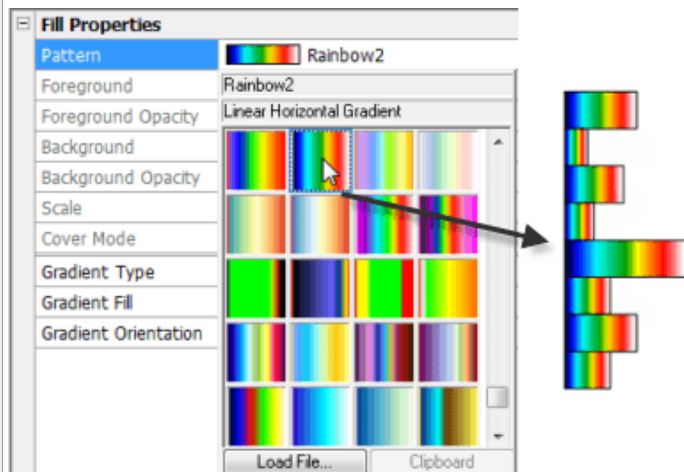 Fill Properties
Pattern Rainbow2
Foreground Rainbow2
Foreground Opacity Linear Horizontal Gradient
Background
Background Opacity
Scale
Cover Mode
Gradient Type
Gradient Fill
Gradient Orientation
Load File... Clipboard